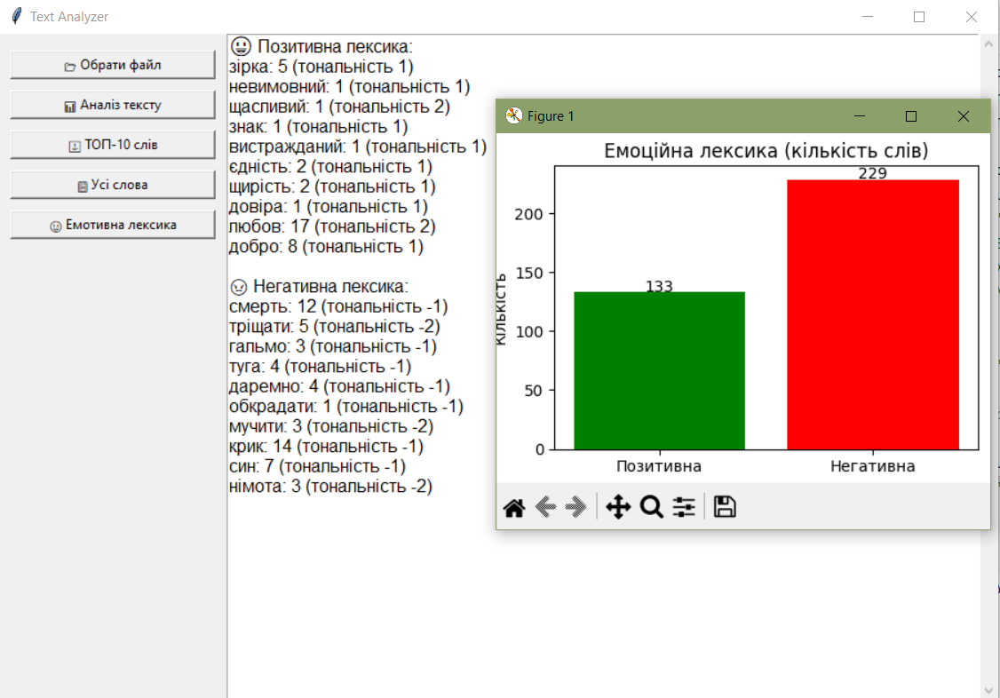 Text Analyzer
Обрати файл
Аналіз тексту
ТОП-10 слів
Усі слова
Емотивна лексика
Позитивна лексика:
зірка: 5 (тональність 1)
невимовний: 1 (тональність 1)
щасливий: 1 (тональність 2)
знак: 1 (тональність 1)
вистражданий: 1 (тональність 1)
єдність: 2 (тональність 1)
щирість: 2 (тональність 1)
довіра: 1 (тональність 1)
любов: 17 (тональність 2)
добро: 8 (тональність 1)
Негативна лексика:
смерть: 12 (тональність -1)
тріщати: 5 (тональність -2)
гальмо: 3 (тональність -1)
туга: 4 (тональність -1)
даремно: 4 (тональність -1)
обкрадати: 1 (тональність -1)
мучити: 3 (тональність -2)
крик: 14 (тональність -1)
син: 7 (тональність -1)
німота: 3 (тональність -2)
Figure 1
Емоційна лексика (кількість слів)
229
200
150
133
100
50
0
Кількість
Позитивна
Негативна